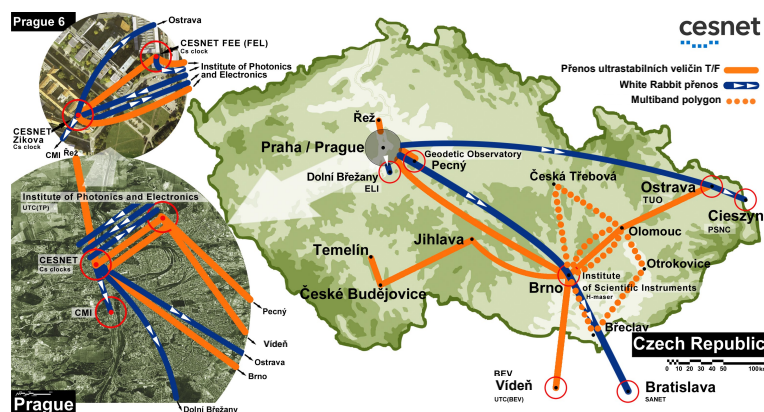 Prague 6
Ostrava
CESNET FEE (FEL)
Cs clock
Institute of Photonics
and Electronics
CESNET
Zikova
Cs clock
CMI
Řež
cesnet
Přenos ultrastabilních veličin T/F
White Rabbit přenos
Multiband polygon
Institute of Photonics and Electronics
UTC(TP)
CESNET
Cs clocks
CMI
Pecný
Vídeň
Ostrava
Brno
Dolní Břežany
Prague
Řež
Praha / Prague
Geodetic Observatory
Pecný
Dolní Břežany
ELI
Česká Třebová
Ostrava
TUO
Cieszyn
PSNC
Olomouc
Jihlava
Temelín
Otrokovice
České Budějovice
Brno
Institute
of Scientific Instruments
H-maser
Břeclav
Czech Republic
0 10 20 30 40 50
100
BEV
Vídeň
UTC(BEV)
Bratislava
SANET